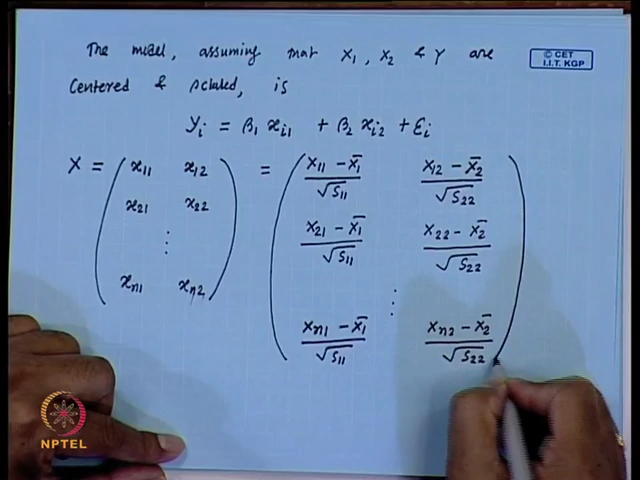 The model, assuming that X₁, X₂ & Y are
© CET
I.I.T. KGP
Centered & scaled, is
yᵢ = β₁ xᵢ₁ + β₂ xᵢ₂ + εᵢ
X = ( x₁₁ x₁₂ = ( (X₁₁ − X̄₁)/√S₁₁ (X₁₂ − X̄₂)/√S₂₂
x₂₁ x₂₂ (X₂₁ − X̄₁)/√S₁₁ (X₂₂ − X̄₂)/√S₂₂
⋮ ⋮
xₙ₁ xₙ₂ ) (Xₙ₁ − X̄₁)/√S₁₁ (Xₙ₂ − X̄₂)/√S₂₂ )
NPTEL